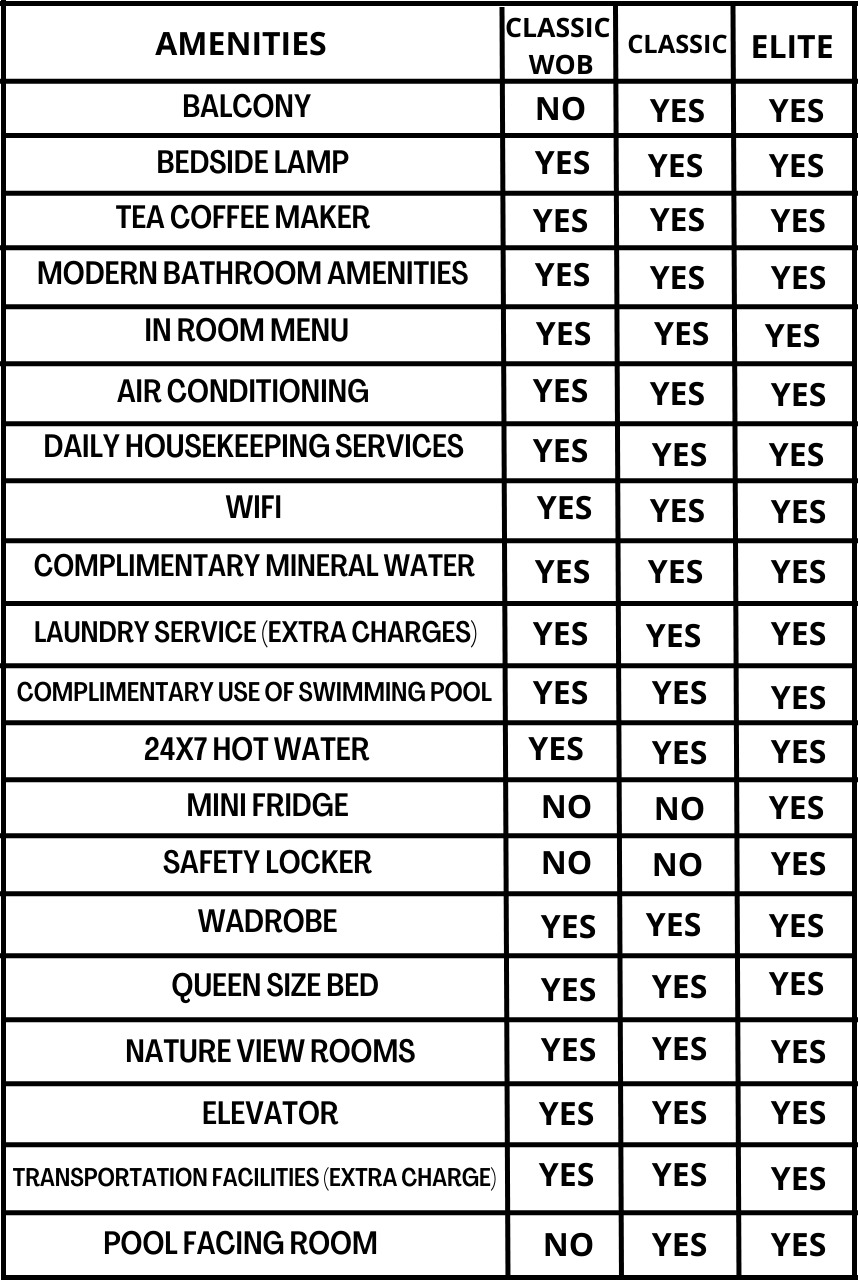 AMENITIES CLASSIC WOB CLASSIC ELITE
BALCONY NO YES YES
BEDSIDE LAMP YES YES YES
TEA COFFEE MAKER YES YES YES
MODERN BATHROOM AMENITIES YES YES YES
IN ROOM MENU YES YES YES
AIR CONDITIONING YES YES YES
DAILY HOUSEKEEPING SERVICES YES YES YES
WIFI YES YES YES
COMPLIMENTARY MINERAL WATER YES YES YES
LAUNDRY SERVICE (EXTRA CHARGES) YES YES YES
COMPLIMENTARY USE OF SWIMMING POOL YES YES YES
24X7 HOT WATER YES YES YES
MINI FRIDGE NO NO YES
SAFETY LOCKER NO NO YES
WADROBE YES YES YES
QUEEN SIZE BED YES YES YES
NATURE VIEW ROOMS YES YES YES
ELEVATOR YES YES YES
TRANSPORTATION FACILITIES (EXTRA CHARGE) YES YES YES
POOL FACING ROOM NO YES YES